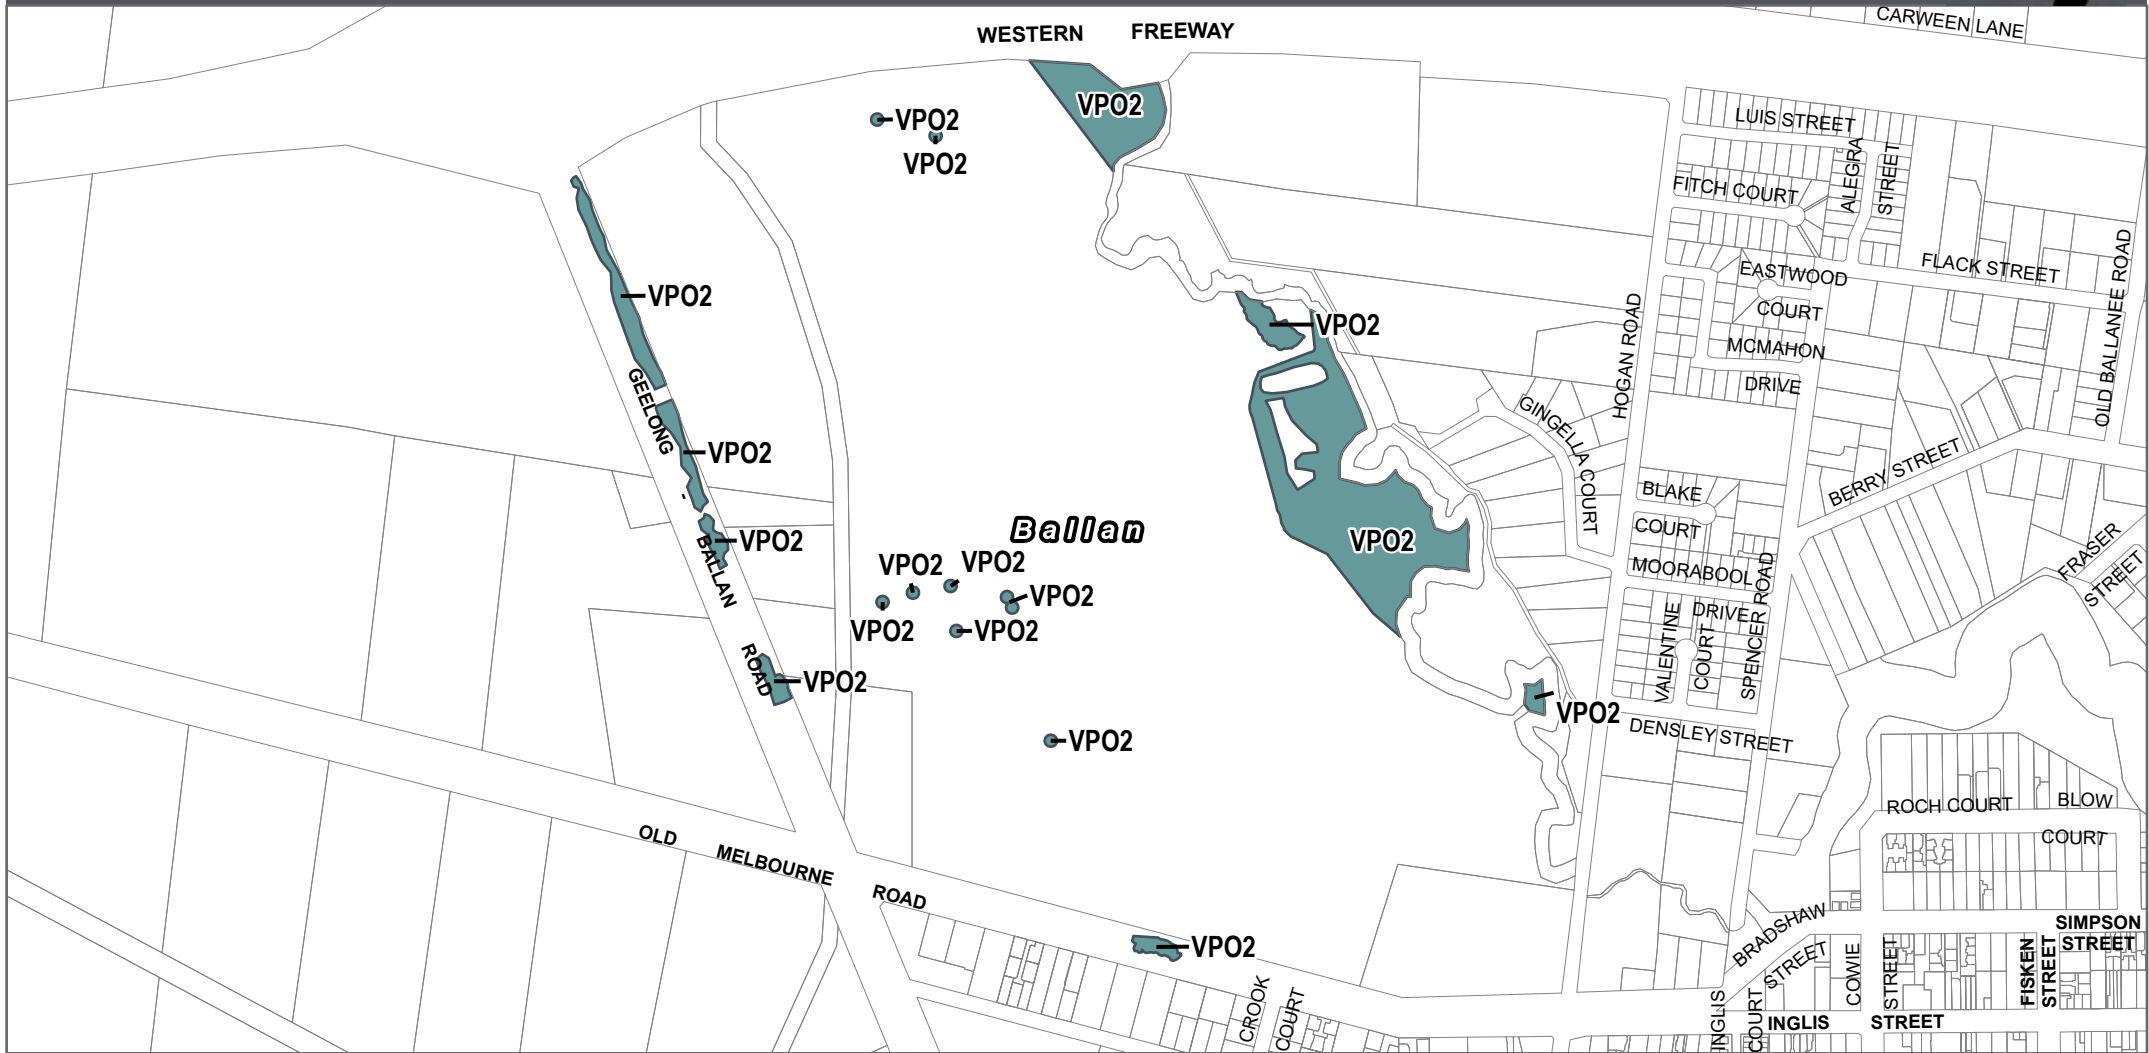 CARWEEN LANE
WESTERN FREEWAY
VPO2
VPO2
VPO2
LUIS STREET
ALEGRA
STREET
FITCH COURT
FLACK STREET
EASTWOOD
COURT
OLD BALLANEE ROAD
VPO2
VPO2
HOGAN ROAD
MCMAHON
DRIVE
GEELONG
-
BALLAN
ROAD
VPO2
GINGELLA COURT
BERRY STREET
BLAKE
COURT
Ballan
VPO2
VPO2
VPO2
VPO2
VPO2
VPO2
VPO2
MOORABOOL
DRIVE
FRASER
STREET
VALENTINE
COURT
SPENCER ROAD
VPO2
VPO2
VPO2
DENSLEY STREET
ROCH COURT
BLOW
COURT
OLD MELBOURNE ROAD
VPO2
BRADSHAW
STREET
SIMPSON
STREET
COWIE
STREET
FISKEN
STREET
CROOK
COURT
INGLIS
COURT
INGLIS STREET